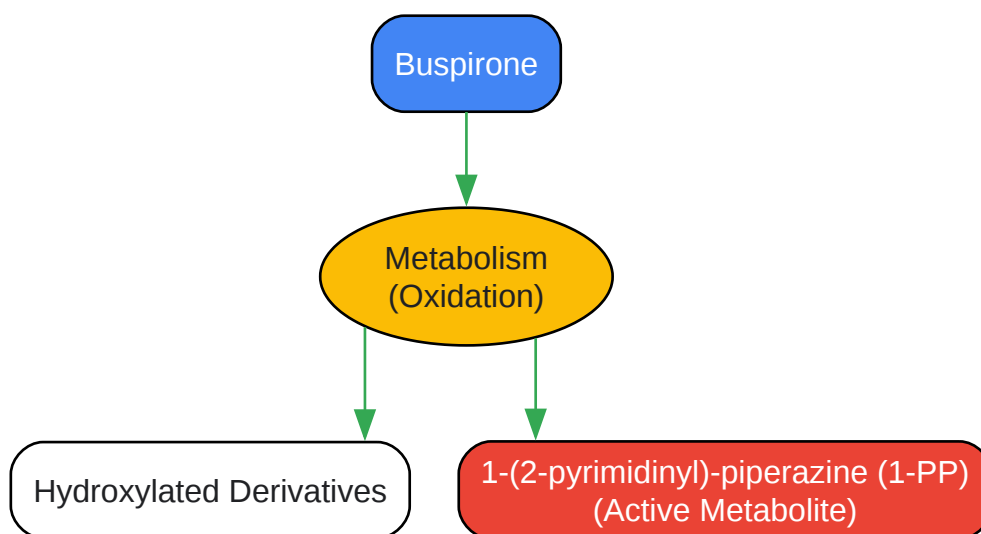 Buspirone
Metabolism
(Oxidation)
Hydroxylated Derivatives
1-(2-pyrimidinyl)-piperazine (1-PP)
(Active Metabolite)